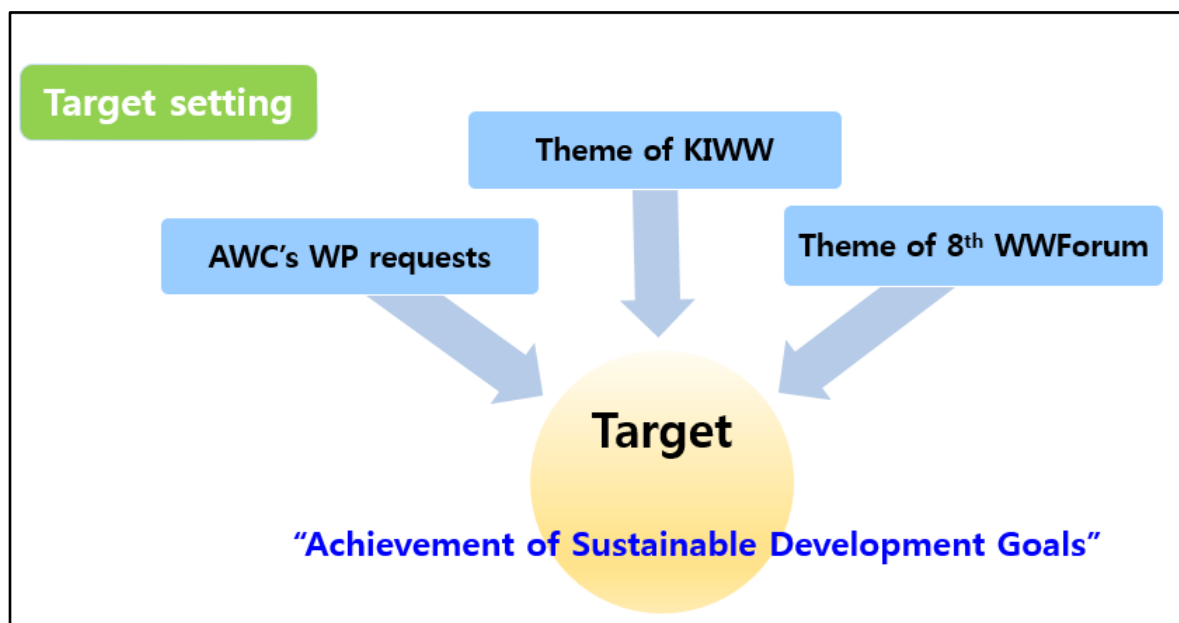 Target setting
Theme of KIWW
AWC’s WP requests
Theme of 8th WWForum
Target
“Achievement of Sustainable Development Goals”